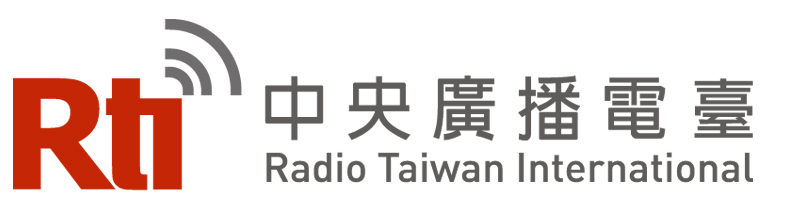 Rti
中央廣播電臺
Radio Taiwan International